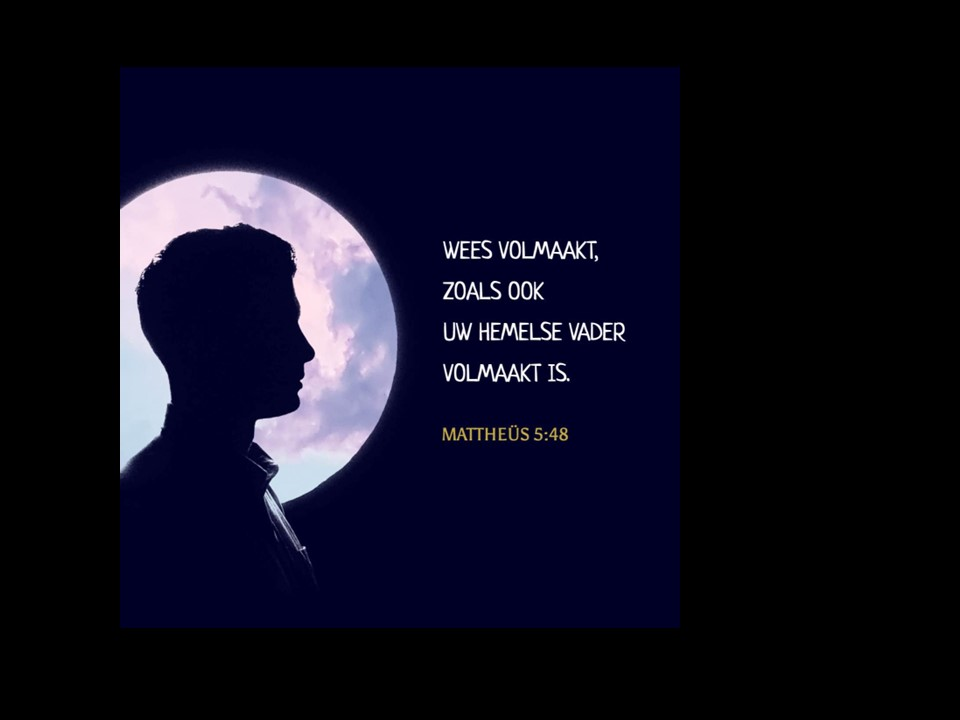 WEES VOLMAAKT,
ZOALS OOK
UW HEMELSE VADER
VOLMAAKT IS.
MATTHEÜS 5:48